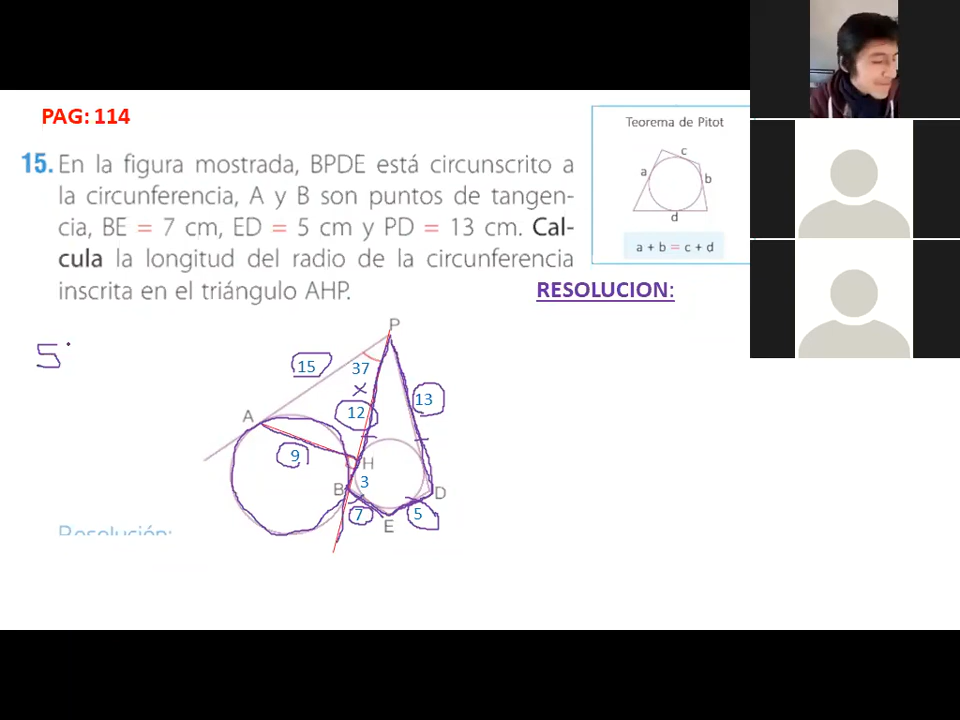 PAG: 114
15. En la figura mostrada, BPDE está circunscrito a
la circunferencia, A y B son puntos de tangen-
cia, BE = 7 cm, ED = 5 cm y PD = 13 cm. Cal-
cula la longitud del radio de la circunferencia
inscrita en el triángulo AHP.
Teorema de Pitot
c
a
b
d
a + b = c + d
RESOLUCION:
P
5
15
37
x
13
12
A
9
H
3
B
D
7
5
E
Resolución: